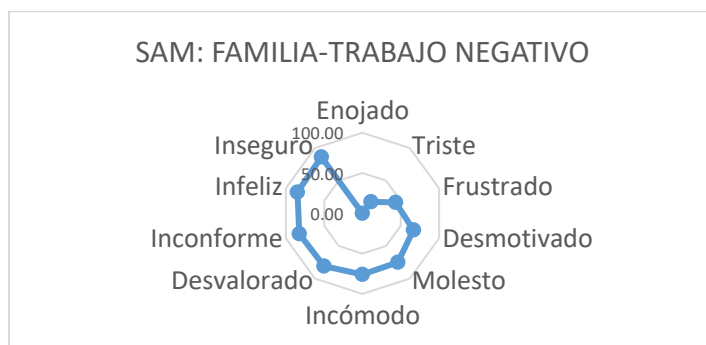 SAM: FAMILIA-TRABAJO NEGATIVO
Enojado
100.00
Inseguro
Triste
50.00
Infeliz
Frustrado
0.00
Inconforme
Desmotivado
Desvalorado
Molesto
Incómodo